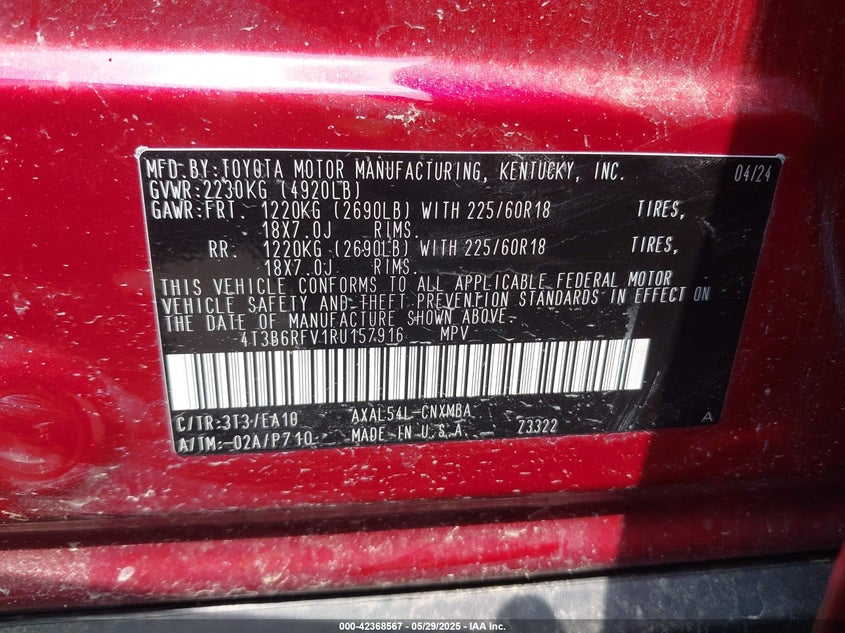 MFD.BY:TOYOTA MOTOR MANUFACTURING, KENTUCKY, INC. 04/24
GVWR:2230KG (4920LB)
GAWR:FRT. 1220KG (2690LB) WITH 225/60R18 TIRES,
18X7.0J RIMS.
RR. 1220KG (2690LB) WITH 225/60R18 TIRES,
18X7.0J RIMS.
THIS VEHICLE CONFORMS TO ALL APPLICABLE FEDERAL MOTOR
VEHICLE SAFETY AND THEFT PREVENTION STANDARDS IN EFFECT ON
THE DATE OF MANUFACTURE SHOWN ABOVE.
4T3B6RFV1RU157916 MPV
C/TR:3T3/EA10 AXAL54L-CNXMBA A
A/TM:-02A/P710 MADE IN U.S.A. 73322
000-42368567 • 05/29/2025 • IAA Inc.